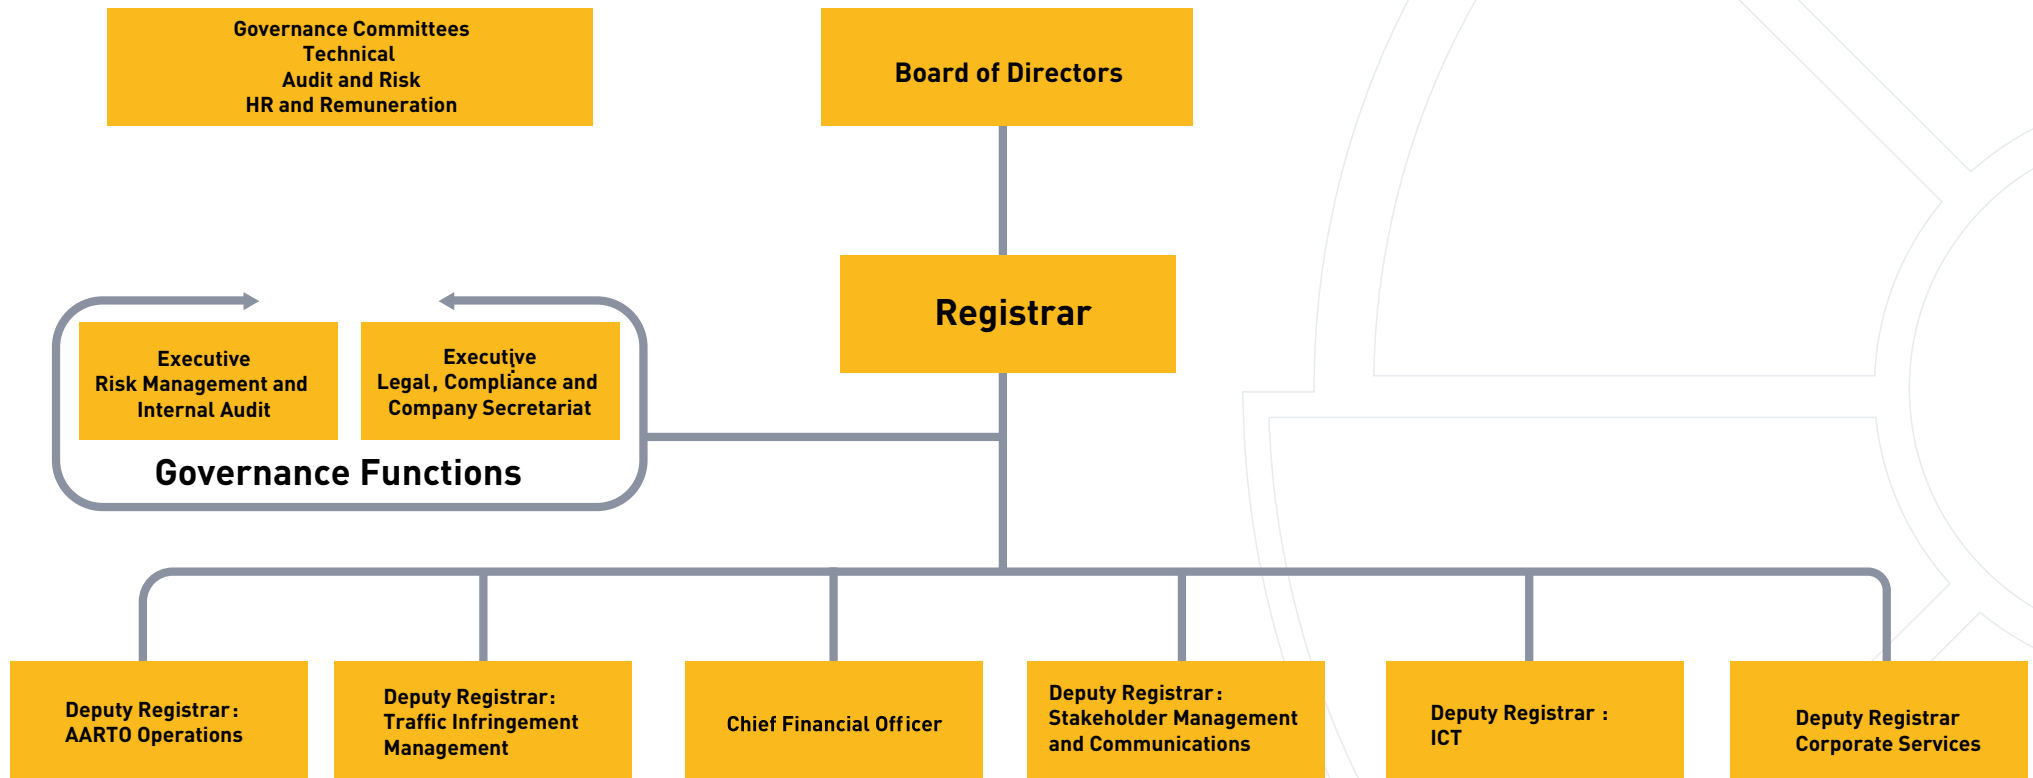 Governance Committees
Technical
Audit and Risk
HR and Remuneration
Board of Directors
Registrar
Executive
Risk Management and
Internal Audit
Executive
Legal, Compliance and
Company Secretariat
Governance Functions
Deputy Registrar:
AARTO Operations
Deputy Registrar:
Traffic Infringement
Management
Chief Financial Officer
Deputy Registrar:
Stakeholder Management
and Communications
Deputy Registrar :
ICT
Deputy Registrar
Corporate Services